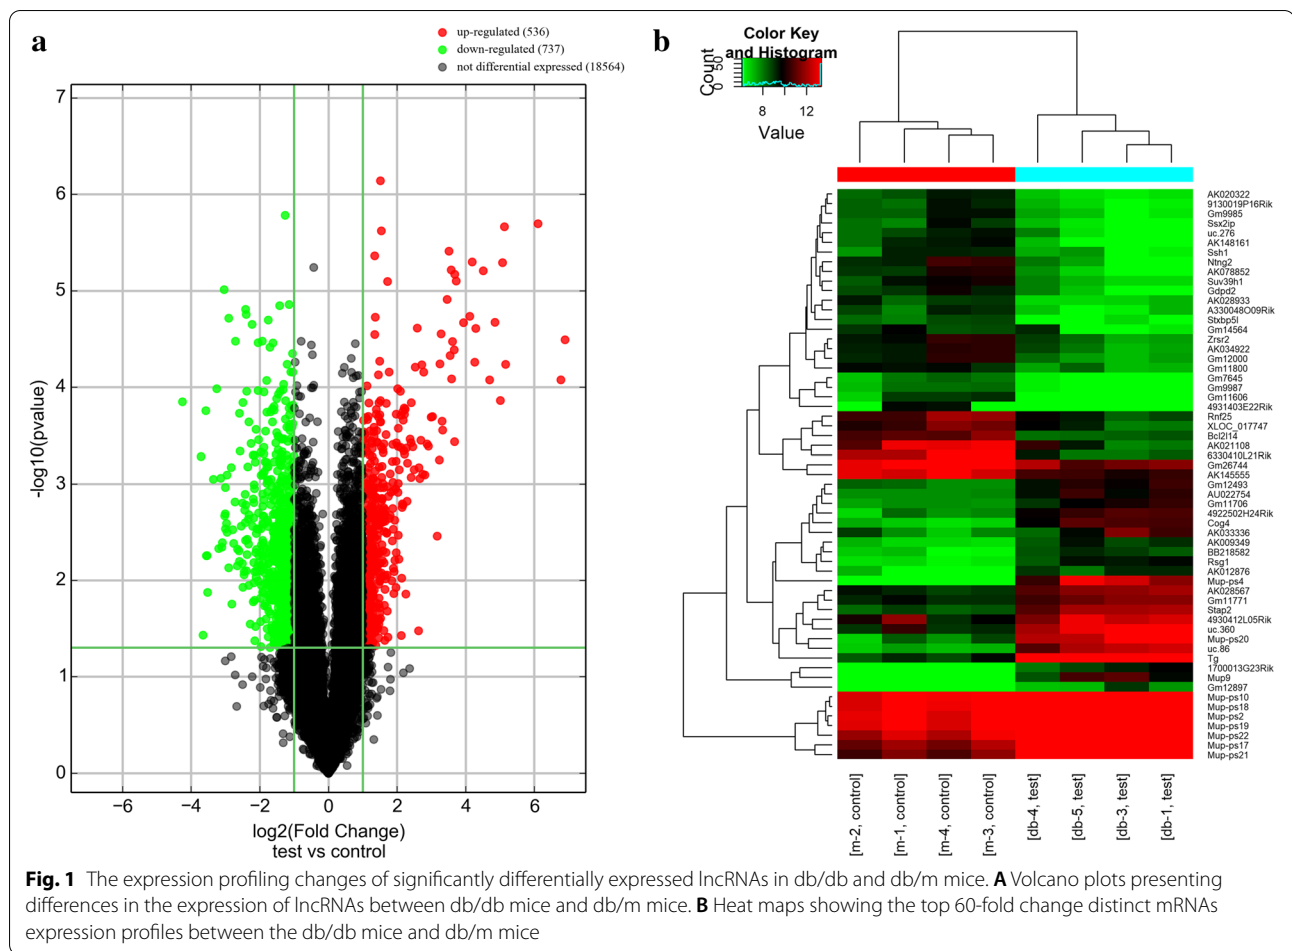 a
up-regulated (536)
down-regulated (737)
not differential expressed (18564)
7
6
5
4
3
2
1
0
-log10(pvalue)
−6
−4
−2
0
2
4
6
log2(Fold Change)
test vs control
b
Color Key
and Histogram
Count
0
50
8
12
Value
AK020322
9130019P16Rik
Gm9985
Ssx2ip
uc.276
AK148161
Ssh1
Ntng2
AK078852
Suv39h1
Gdpd2
AK028933
A330048O09Rik
Stxbp5l
Gm14564
Zrsr2
AK034922
Gm12000
Gm11800
Gm7645
Gm9987
Gm11606
4931403E22Rik
Rnf25
XLOC_017747
Bcl2l14
AK021108
6330410L21Rik
Gm26744
AK145555
Gm12493
AU022754
Gm11706
4922502H24Rik
Cog4
AK033336
AK009349
BB218582
Rsg1
AK012876
Mup-ps4
AK028567
Gm11771
Stap2
4930412L05Rik
uc.360
Mup-ps20
uc.86
Tg
1700013G23Rik
Mup9
Gm12897
Mup-ps10
Mup-ps18
Mup-ps2
Mup-ps19
Mup-ps22
Mup-ps17
Mup-ps21
[m-2, control]
[m-1, control]
[m-4, control]
[m-3, control]
[db-4, test]
[db-5, test]
[db-3, test]
[db-1, test]
Fig. 1 The expression profiling changes of significantly differentially expressed lncRNAs in db/db and db/m mice. A Volcano plots presenting
differences in the expression of lncRNAs between db/db mice and db/m mice. B Heat maps showing the top 60-fold change distinct mRNAs
expression profiles between the db/db mice and db/m mice